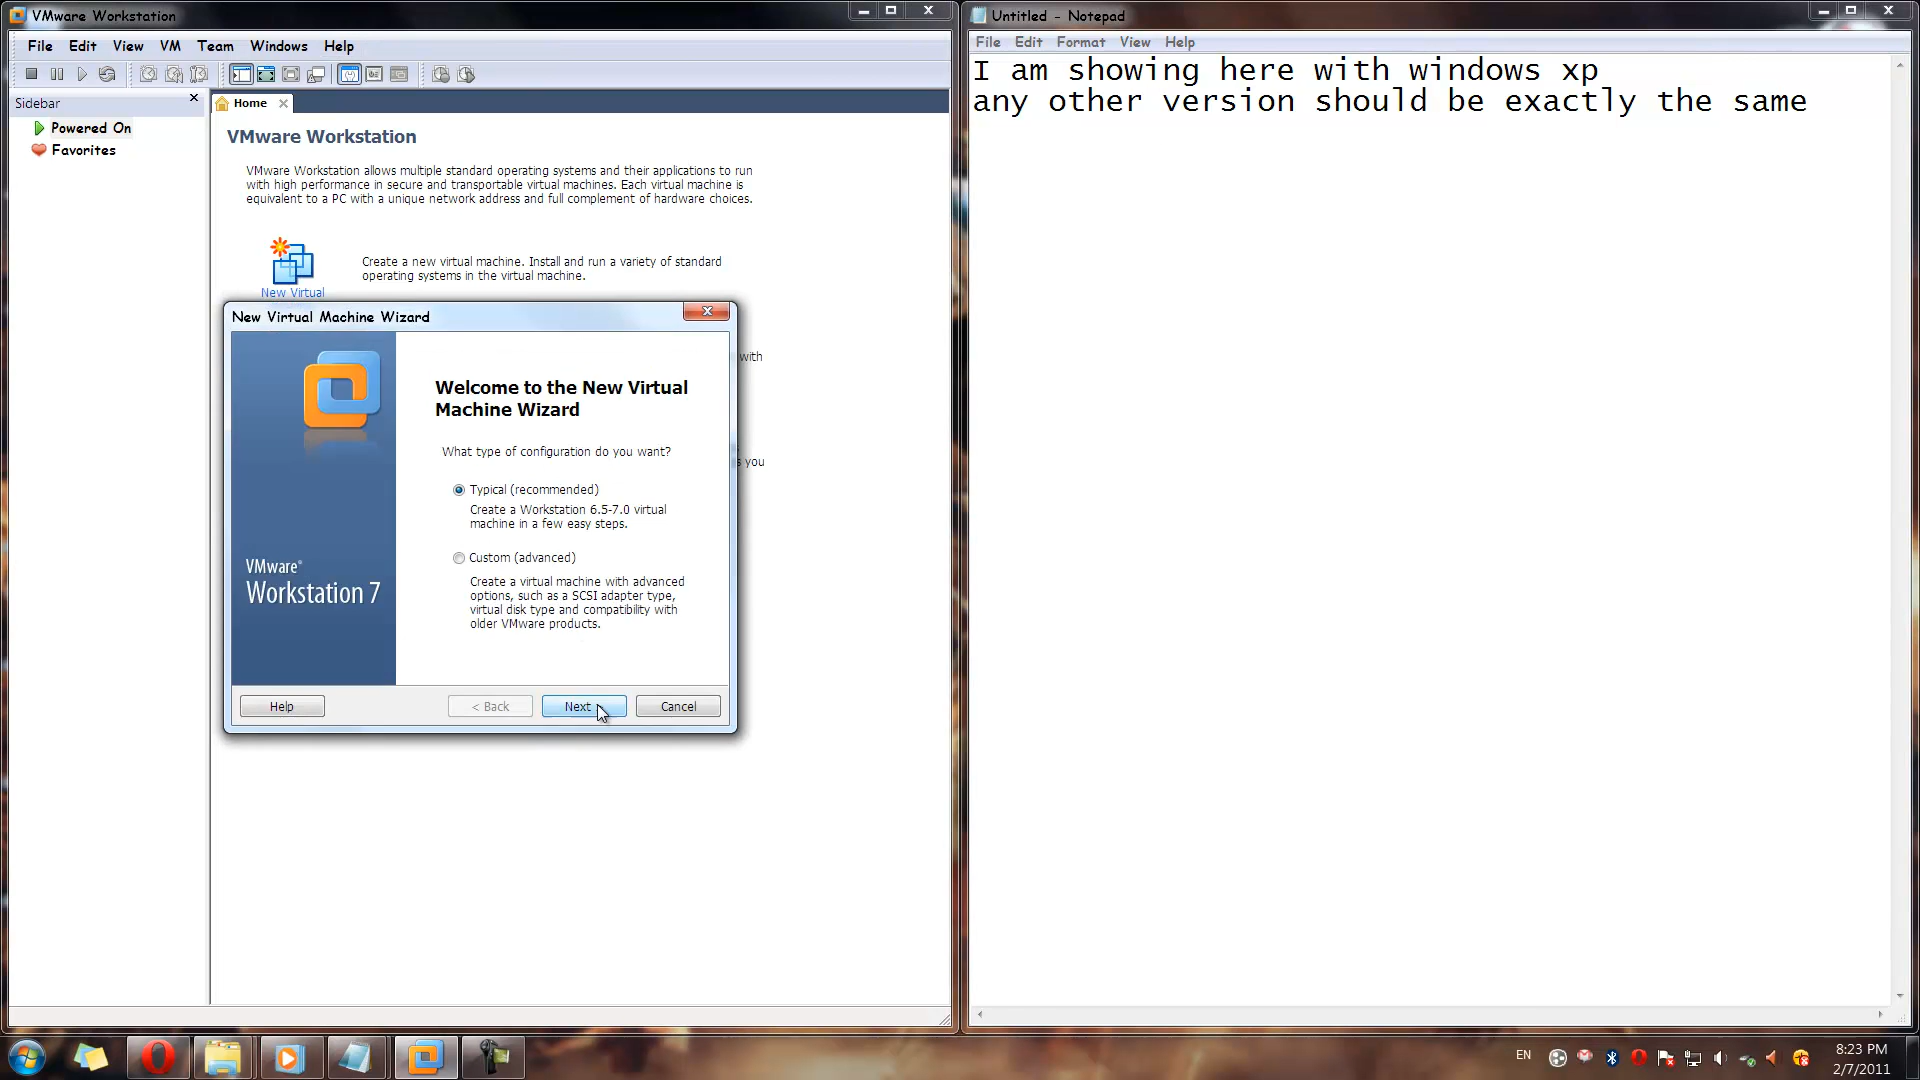 VMware Workstation
File Edit View VM Team Windows Help
Sidebar
Powered On
Favorites
Home
VMware Workstation
VMware Workstation allows multiple standard operating systems and their applications to run
with high performance in secure and transportable virtual machines. Each virtual machine is
equivalent to a PC with a unique network address and full complement of hardware choices.
New Virtual
Create a new virtual machine. Install and run a variety of standard
operating systems in the virtual machine.
with
you
New Virtual Machine Wizard
VMware®
Workstation 7
Welcome to the New Virtual
Machine Wizard
What type of configuration do you want?
Typical (recommended)
Create a Workstation 6.5-7.0 virtual
machine in a few easy steps.
Custom (advanced)
Create a virtual machine with advanced
options, such as a SCSI adapter type,
virtual disk type and compatibility with
older VMware products.
Help
< Back
Next
Cancel
Untitled - Notepad
File Edit Format View Help
I am showing here with windows xp
any other version should be exactly the same
EN
8:23 PM
2/7/2011